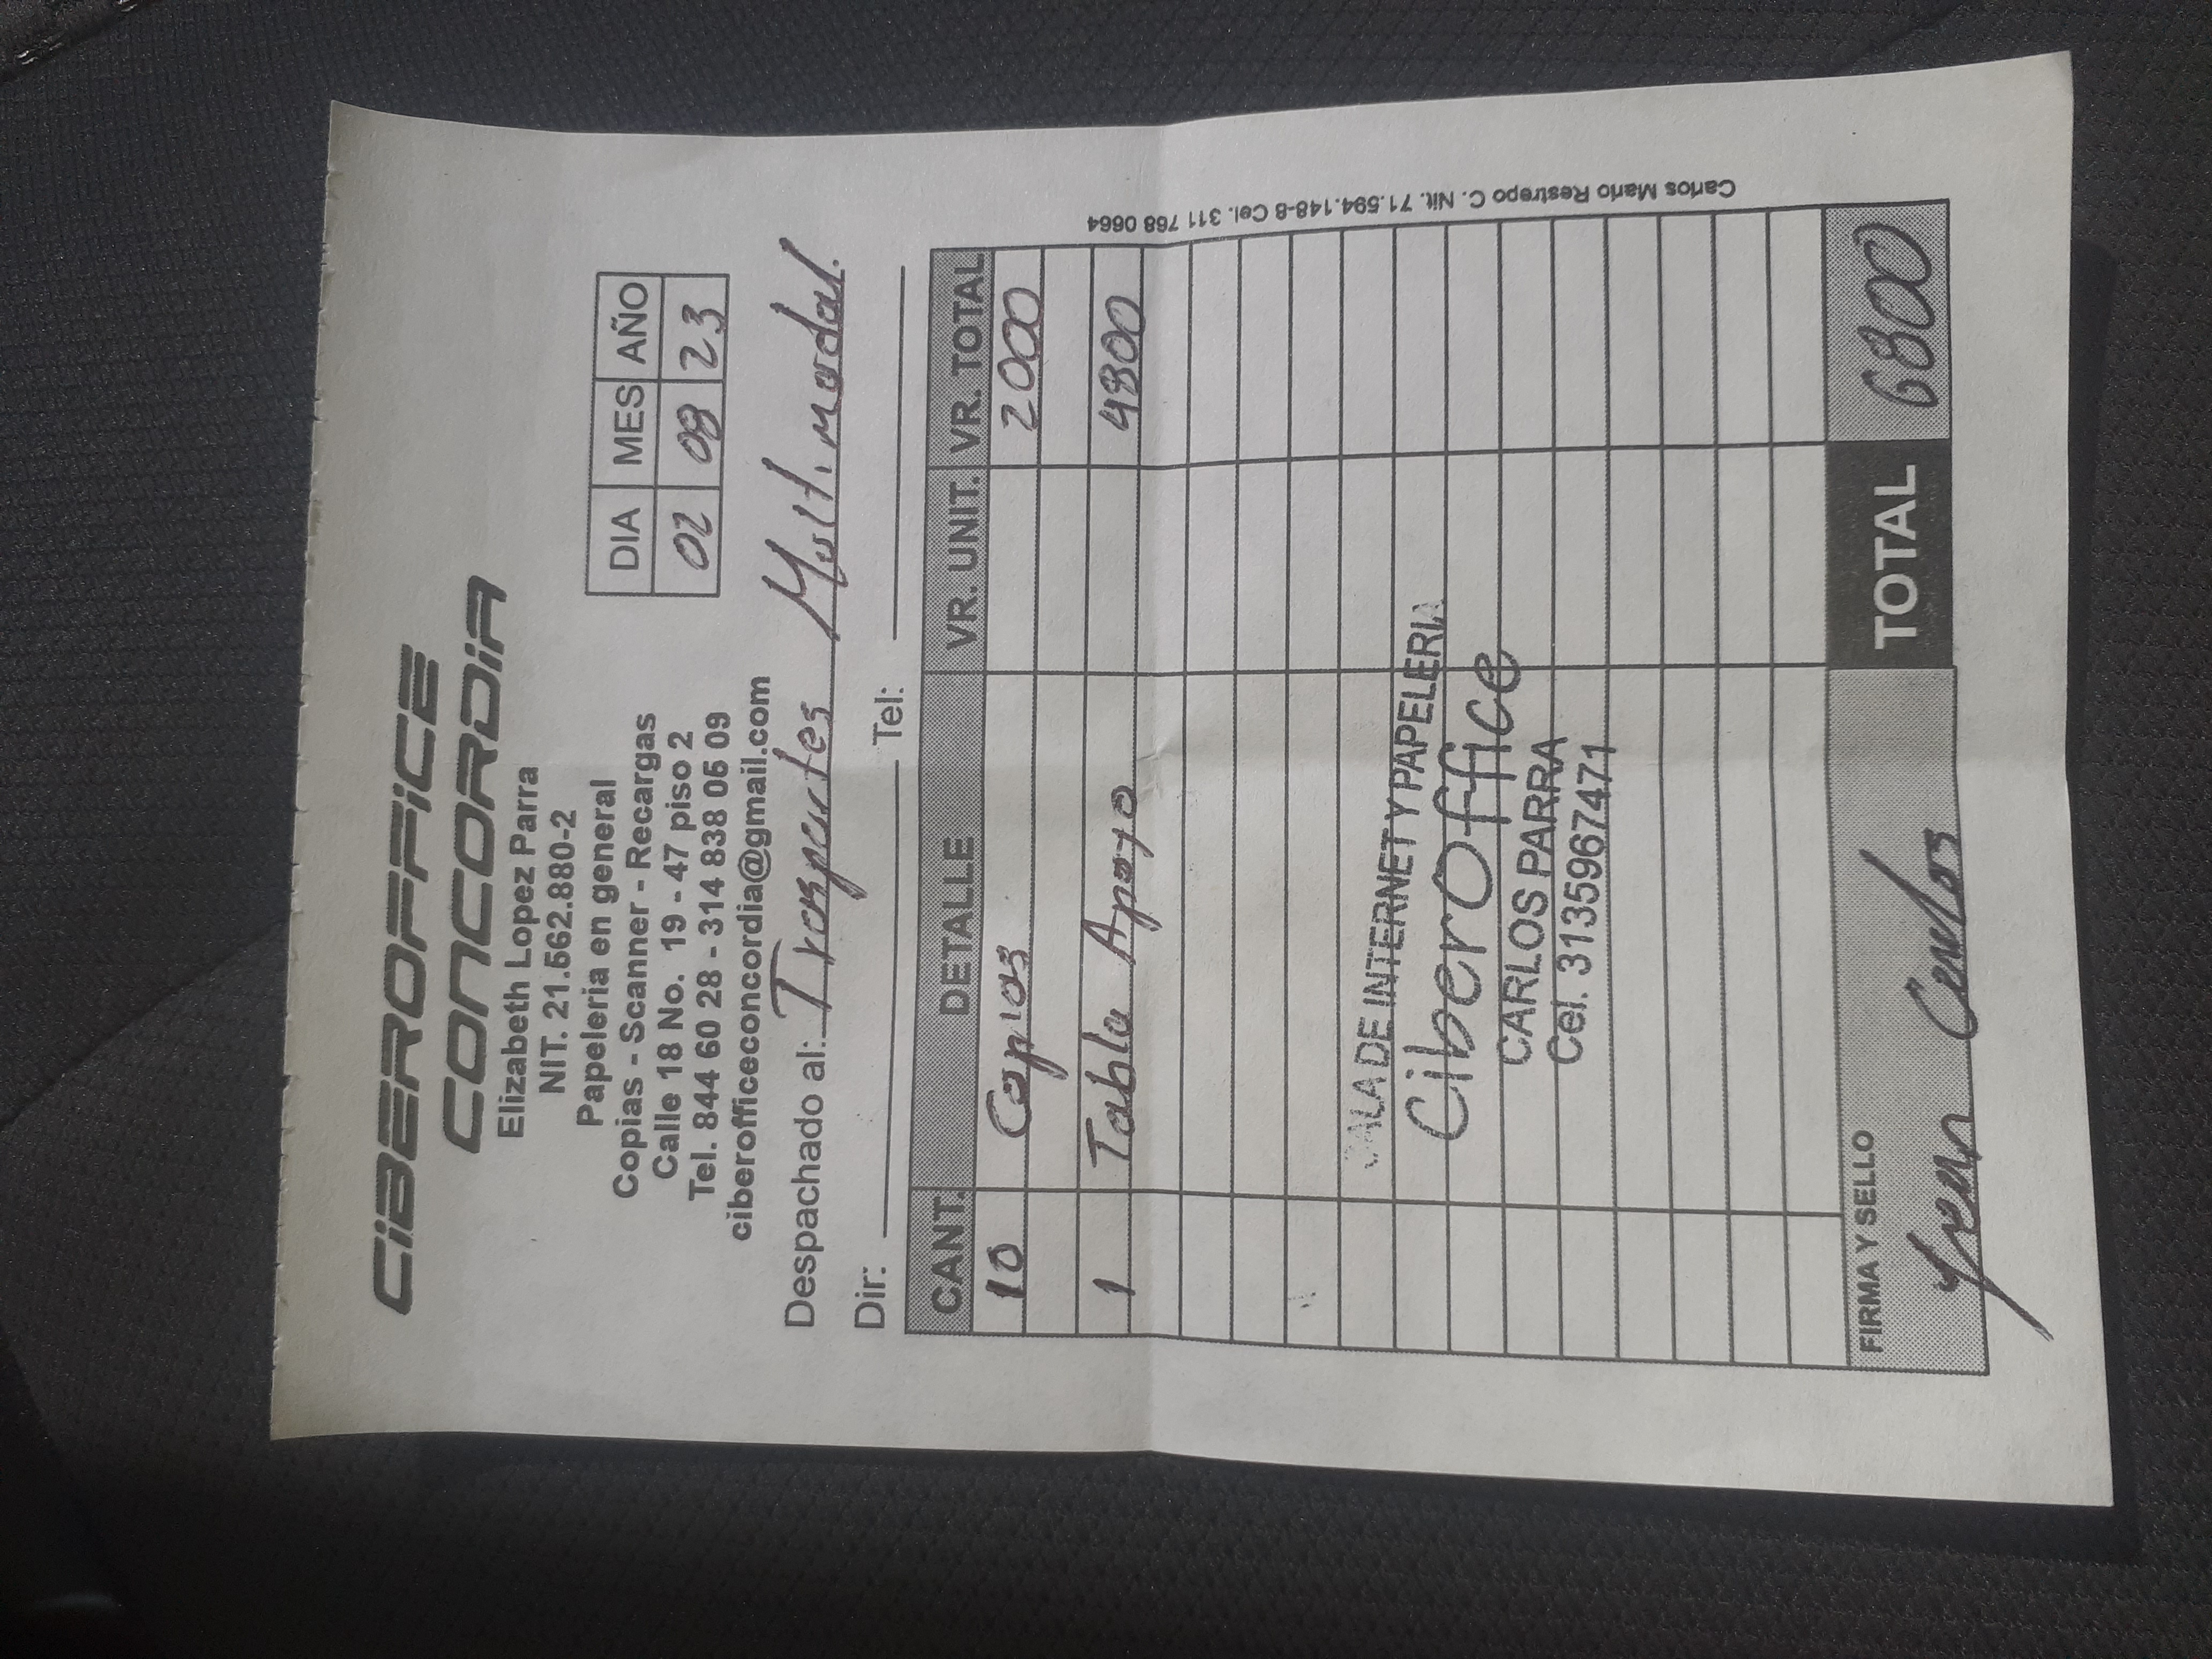 CIBEROFFICE
CONCORDIA
Elizabeth Lopez Parra
NIT. 21.562.880-2
Papeleria en general
Copias - Scanner - Recargas
Calle 18 No. 19 - 47 piso 2
Tel. 844 60 28 - 314 838 05 09
ciberofficeconcordia@gmail.com
DIA MES AÑO
02 08 23
Despachado al: Trasportes Multimodal.
Dir: Tel:
CANT. DETALLE VR. UNIT. VR. TOTAL
10 Copias 2000
1 Tabla Apoyo 4800
SALA DE INTERNET Y PAPELERIA
CiberOffice
CARLOS PARRA
Cel. 3135967471
FIRMA Y SELLO TOTAL 6800
Carlos Mario Restrepo C. Nit. 71.594.148-8 Cel. 311 768 0664